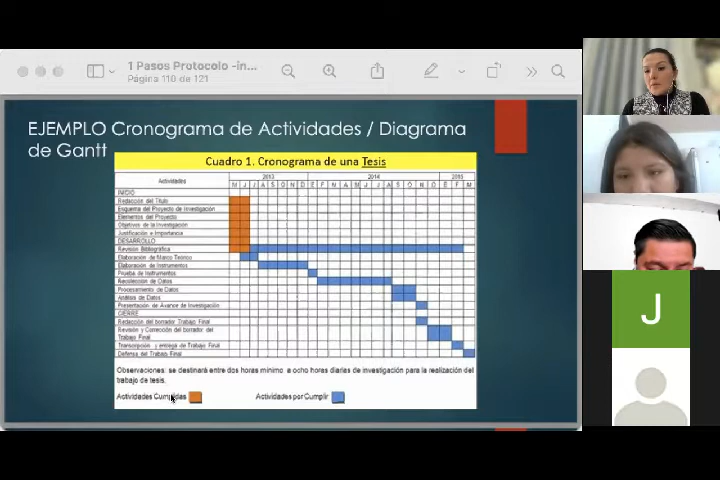 1 Pasos Protocolo -in...
Página 110 de 121
EJEMPLO Cronograma de Actividades / Diagrama
de Gantt
Cuadro 1. Cronograma de una Tesis
Actividades
2013
2014
2015
M J J A S O N D E F M A M J J A S O N D E F M
INICIO
Redacción del Título
Esquema del Proyecto de Investigación
Elementos del Proyecto
Objetivos de la Investigación
Justificación e Importancia
DESARROLLO
Revisión Bibliográfica
Elaboración de Marco Teórico
Elaboración de Instrumentos
Prueba de Instrumentos
Recolección de Datos
Procesamiento de Datos
Análisis de Datos
Presentación de Avance de Investigación
CIERRE
Redacción del borrador Trabajo Final
Revisión y Corrección del borrador del
Trabajo Final
Transcripción y entrega de Trabajo Final
Defensa del Trabajo Final
Observaciones: se destinará entre dos horas mínimo a ocho horas diarias de investigación para la realización del
trabajo de tesis.
Actividades Cumplidas
Actividades por Cumplir
J